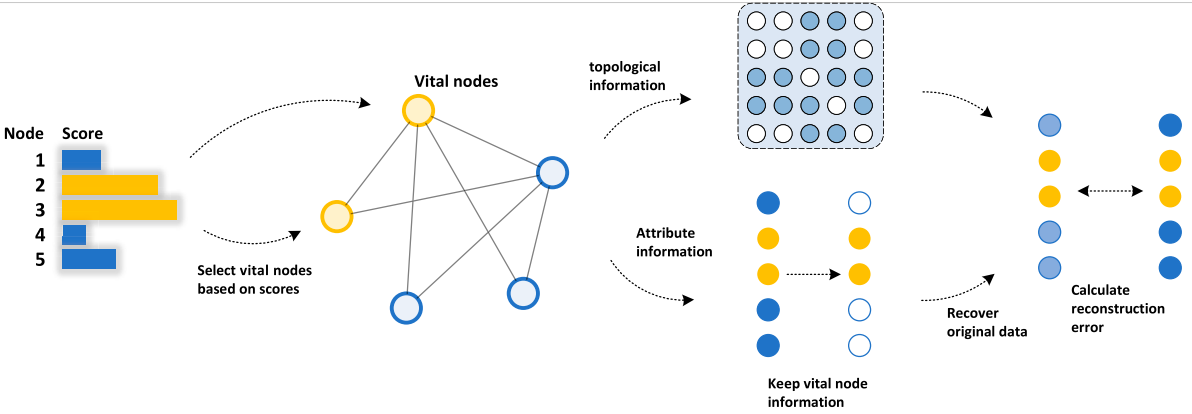 Node Score
1
2
3
4
5
Select vital nodes
based on scores
Vital nodes
topological
information
Attribute
information
Keep vital node
information
Recover
original data
Calculate
reconstruction
error